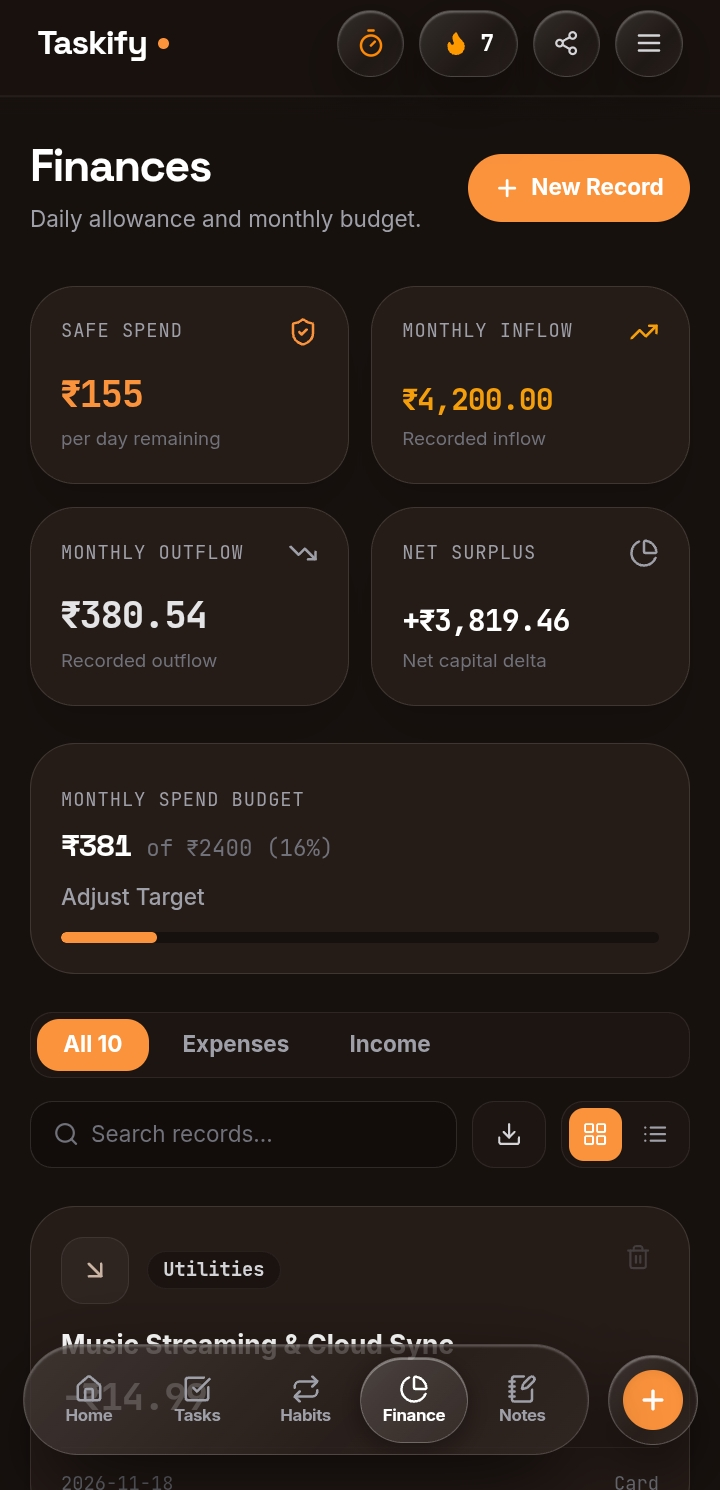 Taskify
7
Finances
Daily allowance and monthly budget.
New Record
SAFE SPEND
₹155
per day remaining
MONTHLY INFLOW
₹4,200.00
Recorded inflow
MONTHLY OUTFLOW
₹380.54
Recorded outflow
NET SURPLUS
+₹3,819.46
Net capital delta
MONTHLY SPEND BUDGET
₹381 of ₹2400 (16%)
Adjust Target
All 10 Expenses Income
Search records...
Utilities
Music Streaming & Cloud Sync
Home Tasks Habits Finance Notes
2026-11-18 Card